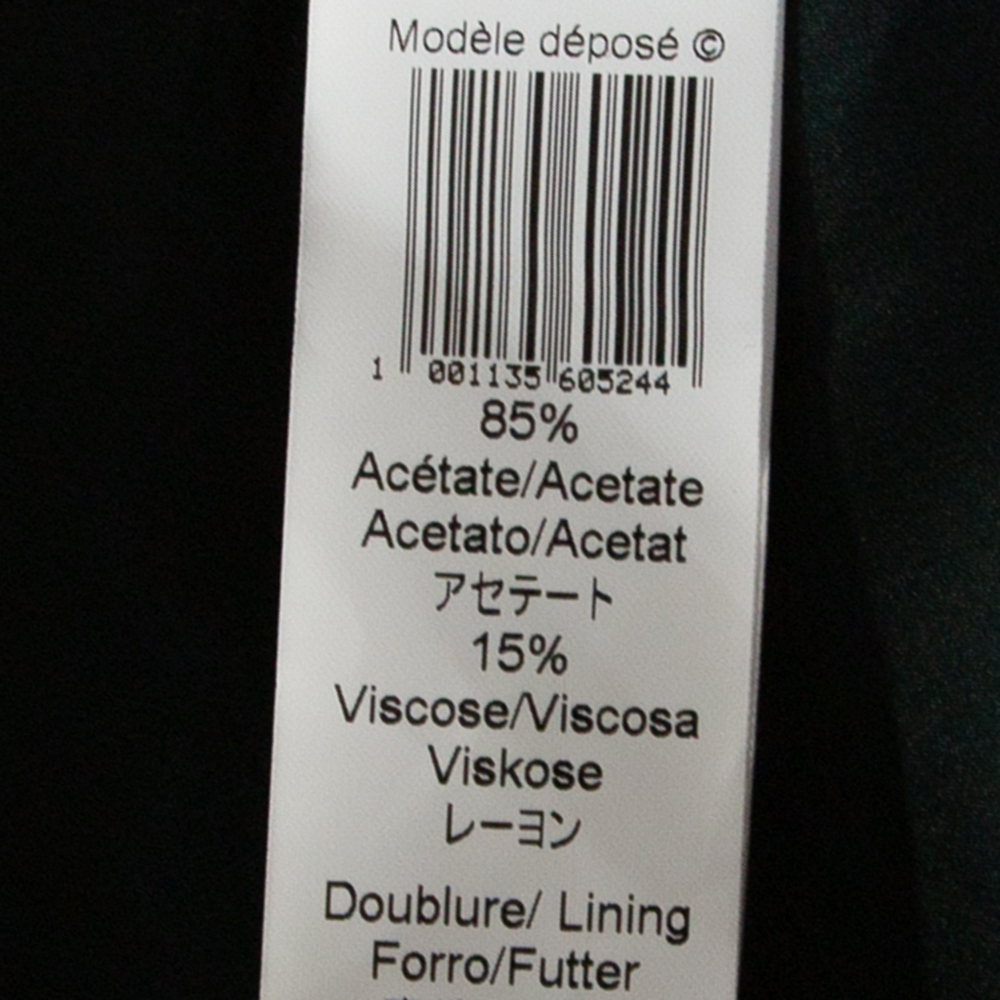 Modèle déposé ©
1 001135 605244
85%
Acétate/Acetate
Acetato/Acetat
アセテート
15%
Viscose/Viscosa
Viskose
レーヨン
Doublure/ Lining
Forro/Futter